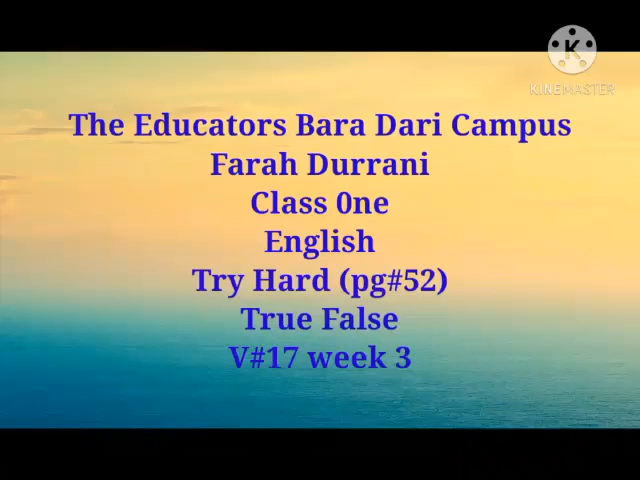 K
KINEMASTER
The Educators Bara Dari Campus
Farah Durrani
Class 0ne
English
Try Hard (pg#52)
True False
V#17 week 3